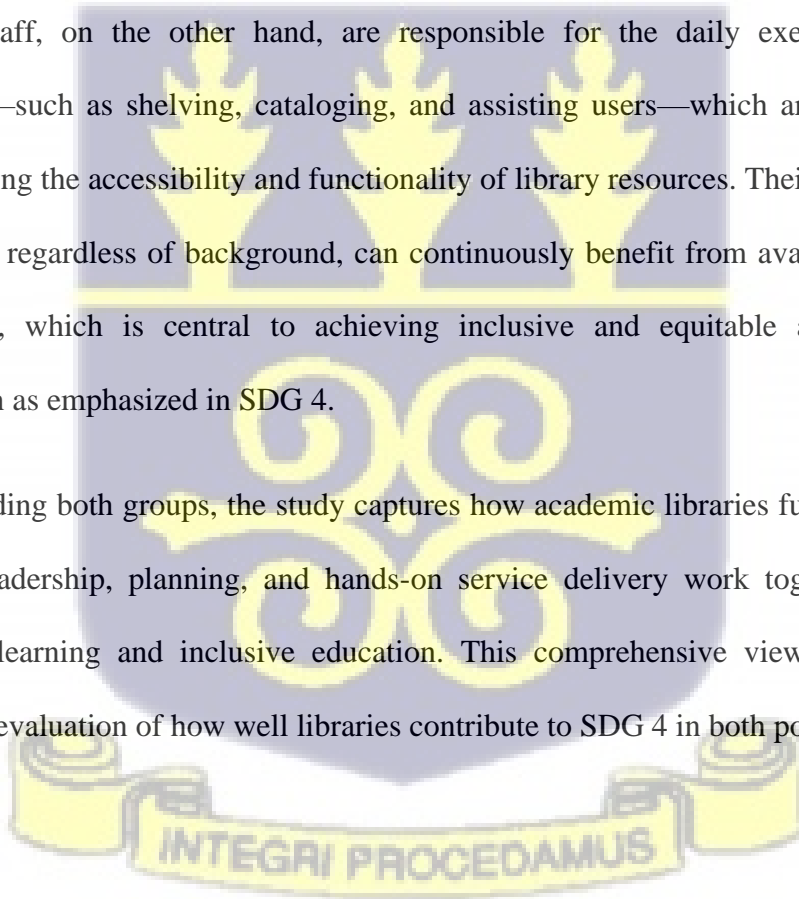 aff, on the other hand, are responsible for the daily exe
—such as shelving, cataloging, and assisting users—which ar
ng the accessibility and functionality of library resources. Thei
regardless of background, can continuously benefit from ava
, which is central to achieving inclusive and equitable a
n as emphasized in SDG 4.
ding both groups, the study captures how academic libraries fu
adership, planning, and hands-on service delivery work tog
learning and inclusive education. This comprehensive view
evaluation of how well libraries contribute to SDG 4 in both po
INTEGRI PROCEDAMUS